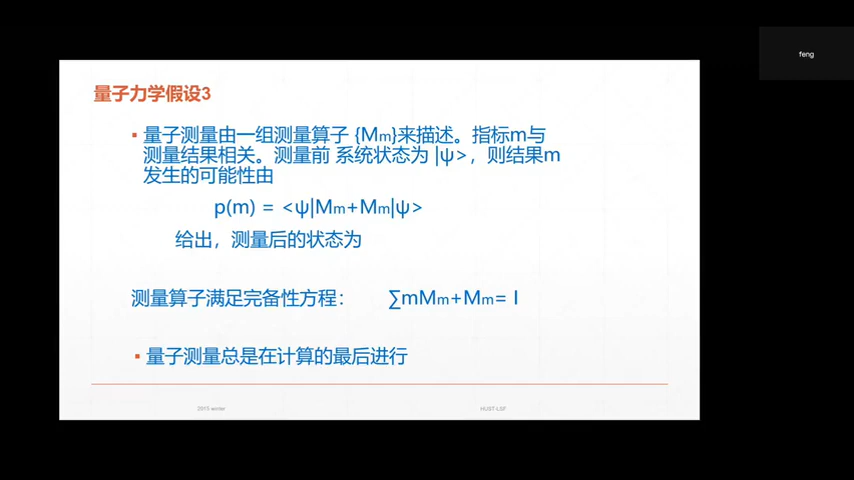 feng
量子力学假设3
▪ 量子测量由一组测量算子 {Mm}来描述。指标m与
测量结果相关。测量前 系统状态为 |ψ>，则结果m
发生的可能性由
p(m) = <ψ|Mm+Mm|ψ>
给出，测量后的状态为
测量算子满足完备性方程： ∑mMm+Mm= I
▪ 量子测量总是在计算的最后进行
2015 winter
HUST-LSF